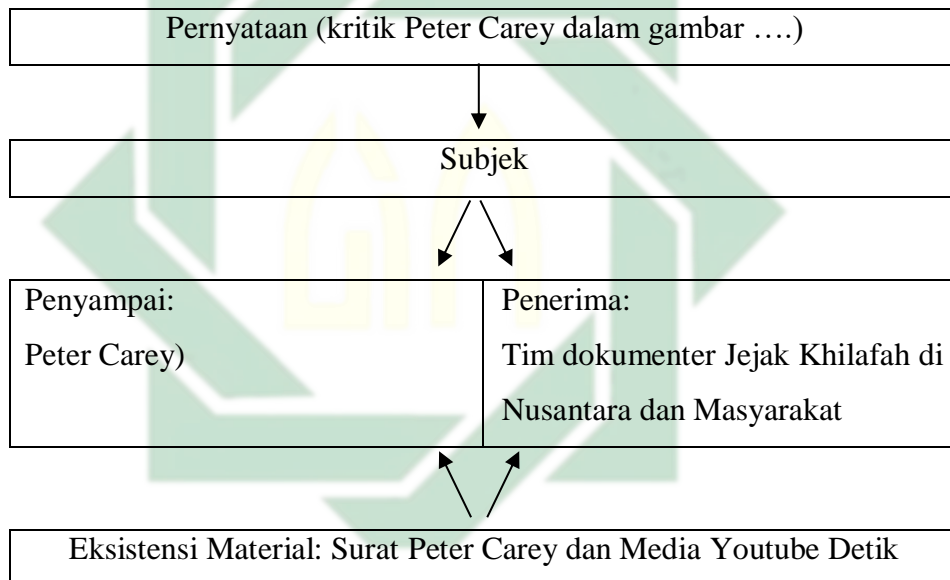 Pernyataan (kritik Peter Carey dalam gambar ….)
Subjek
Penyampai:
Peter Carey)
Penerima:
Tim dokumenter Jejak Khilafah di
Nusantara dan Masyarakat
Eksistensi Material: Surat Peter Carey dan Media Youtube Detik